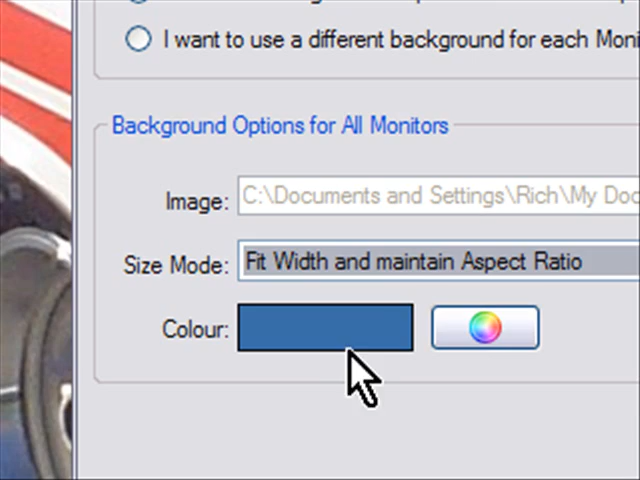 I want to use a different background for each Moni
Background Options for All Monitors
Image: C:\Documents and Settings\Rich\My Doc
Size Mode: Fit Width and maintain Aspect Ratio
Colour: